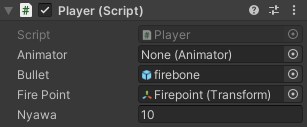 Player (Script)
Script Player
Animator None (Animator)
Bullet firebone
Fire Point Firepoint (Transform)
Nyawa 10